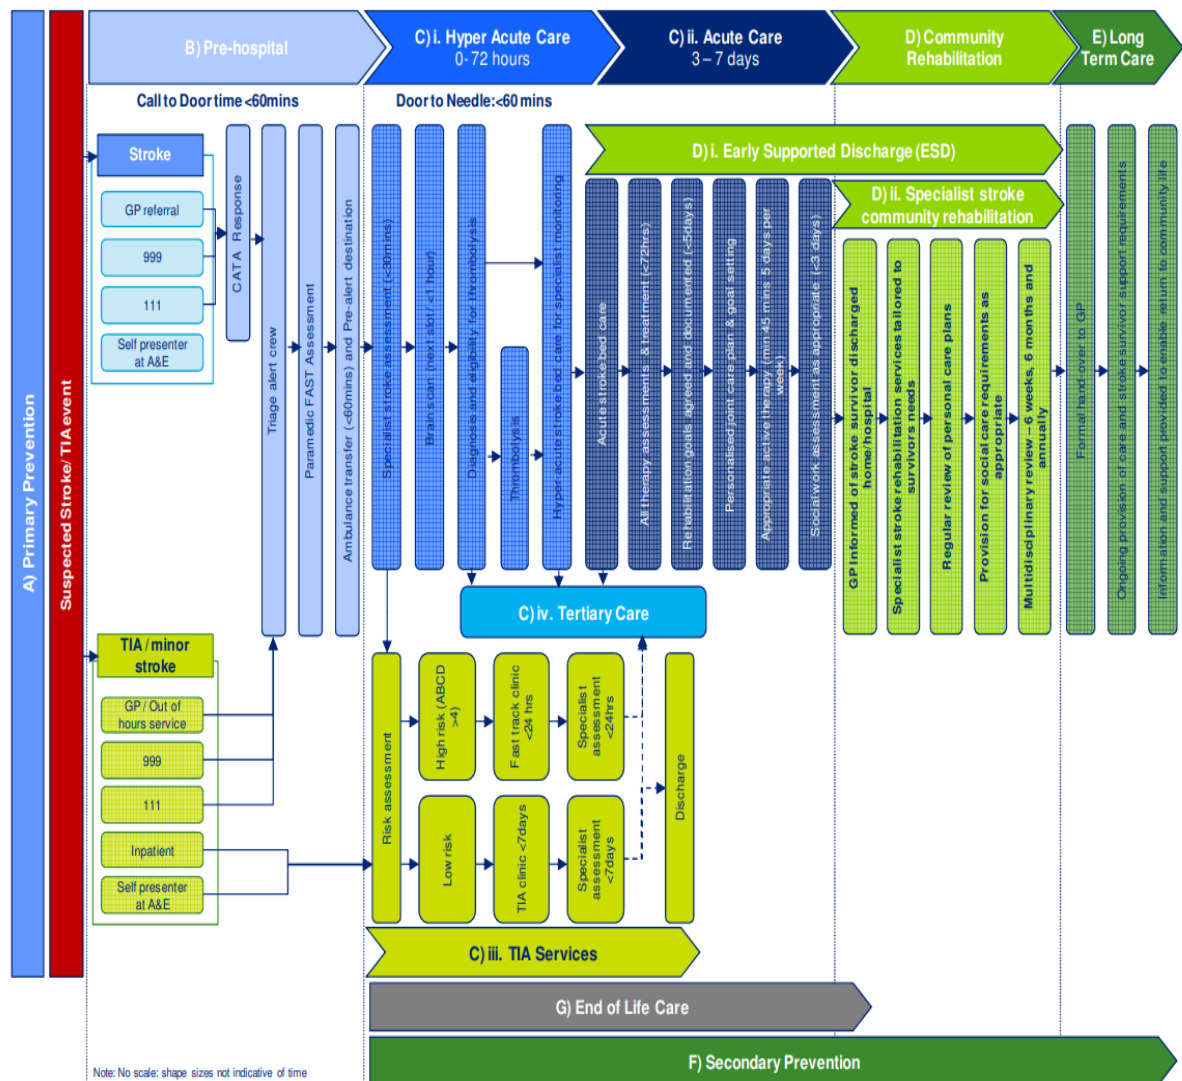 B) Pre-hospital
C) i. Hyper Acute Care
0-72 hours
C) ii. Acute Care
3 – 7 days
D) Community
Rehabilitation
E) Long
Term Care
Call to Door time <60mins
Door to Needle: <60 mins
A) Primary Prevention
Suspected Stroke/ TIA event
Stroke
GP referral
999
111
Self presenter
at A&E
CATA Response
Triage alert crew
Paramedic FAST Assessment
Ambulance transfer (<60mins) and Pre-alert destination
Specialist stroke assessment (<30mins)
Brain scan (next slot/ <1 hour)
Diagnosis and eligibility for thrombolysis
Thrombolysis
Hyper-acute stroke bed care for specialist monitoring
D) i. Early Supported Discharge (ESD)
Acute stroke bed care
All therapy assessments & treatment (<72hrs)
Rehabilitation goals agreed and documented (<5days)
Personalised joint care plan & goal setting
Appropriate active therapy (min 45 mins 5 days per
week)
Social work assessment as appropriate (<3 days)
D) ii. Specialist stroke
community rehabilitation
GP Informed of stroke survivor discharged
home/hospital
Specialist stroke rehabilitation services tailored to
survivors needs
Regular review of personal care plans
Provision for social care requirements as
appropriate
Multidisciplinary review – 6 weeks, 6 months and
annually
Formal hand-over to GP
Ongoing provision of care and stroke survivor support requirements
Information and support provided to enable return to community life
C) iv. Tertiary Care
TIA / minor
stroke
GP / Out of
hours service
999
111
Inpatient
Self presenter
at A&E
Risk assessment
High risk (ABCD
>4)
Fast track clinic
<24 hrs
Specialist
assessment
<24hrs
Low risk
TIA clinic <7days
Specialist
assessment
<7days
Discharge
C) iii. TIA Services
G) End of Life Care
F) Secondary Prevention
Note: No scale: shape sizes not indicative of time